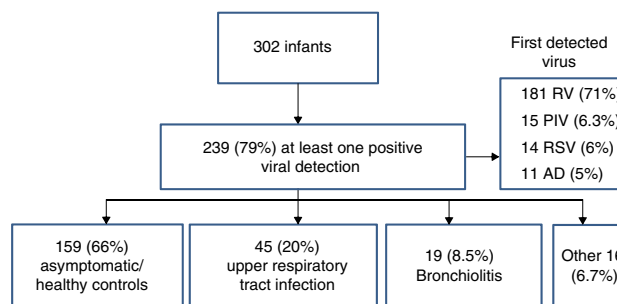 302 infants
First detected
virus
181 RV (71%)
15 PIV (6.3%)
14 RSV (6%)
11 AD (5%)
239 (79%) at least one positive
viral detection
159 (66%)
asymptomatic/
healthy controls
45 (20%)
upper respiratory
tract infection
19 (8.5%)
Bronchiolitis
Other 16
(6.7%)